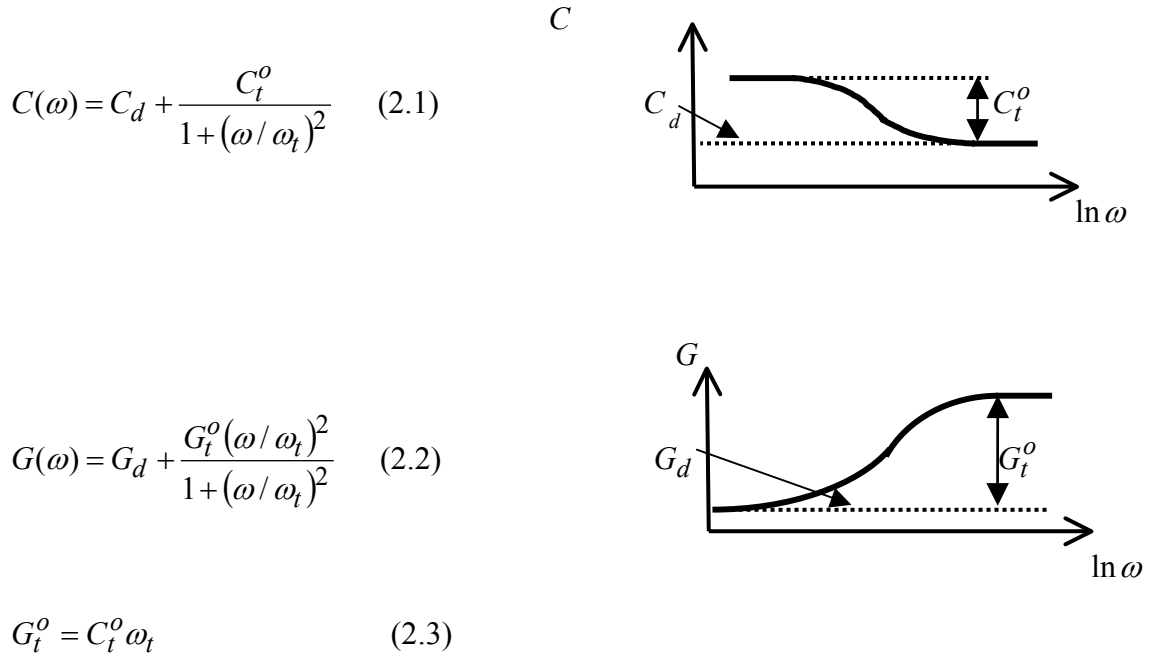 C
C(ω) = C_d + C_t^o / (1 + (ω / ω_t)^2) (2.1)
C_d
C_t^o
ln ω
G
G(ω) = G_d + G_t^o (ω / ω_t)^2 / (1 + (ω / ω_t)^2) (2.2)
G_d
G_t^o
ln ω
G_t^o = C_t^o ω_t (2.3)